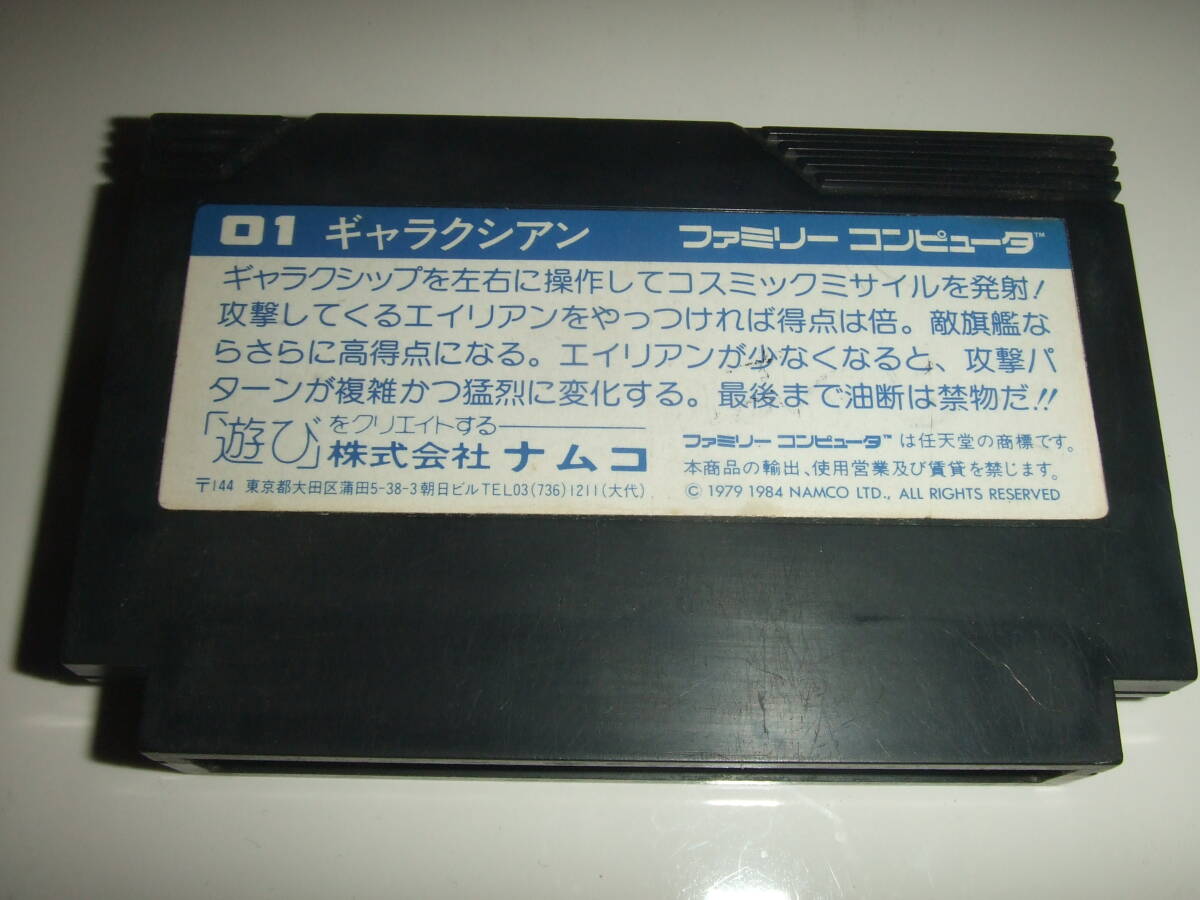 01 ギャラクシアン ファミリー コンピュータ™
ギャラクシップを左右に操作してコスミックミサイルを発射!
攻撃してくるエイリアンをやっつければ得点は倍。敵旗艦な
らさらに高得点になる。エイリアンが少なくなると、攻撃パ
ターンが複雑かつ猛烈に変化する。最後まで油断は禁物だ!!
「遊び」をクリエイトする
株式会社 ナムコ
〒144 東京都大田区蒲田5-38-3朝日ビル TEL03(736)1211(大代)
ファミリー コンピュータ™ は任天堂の商標です。
本商品の輸出、使用営業及び賃貸を禁じます。
© 1979 1984 NAMCO LTD., ALL RIGHTS RESERVED